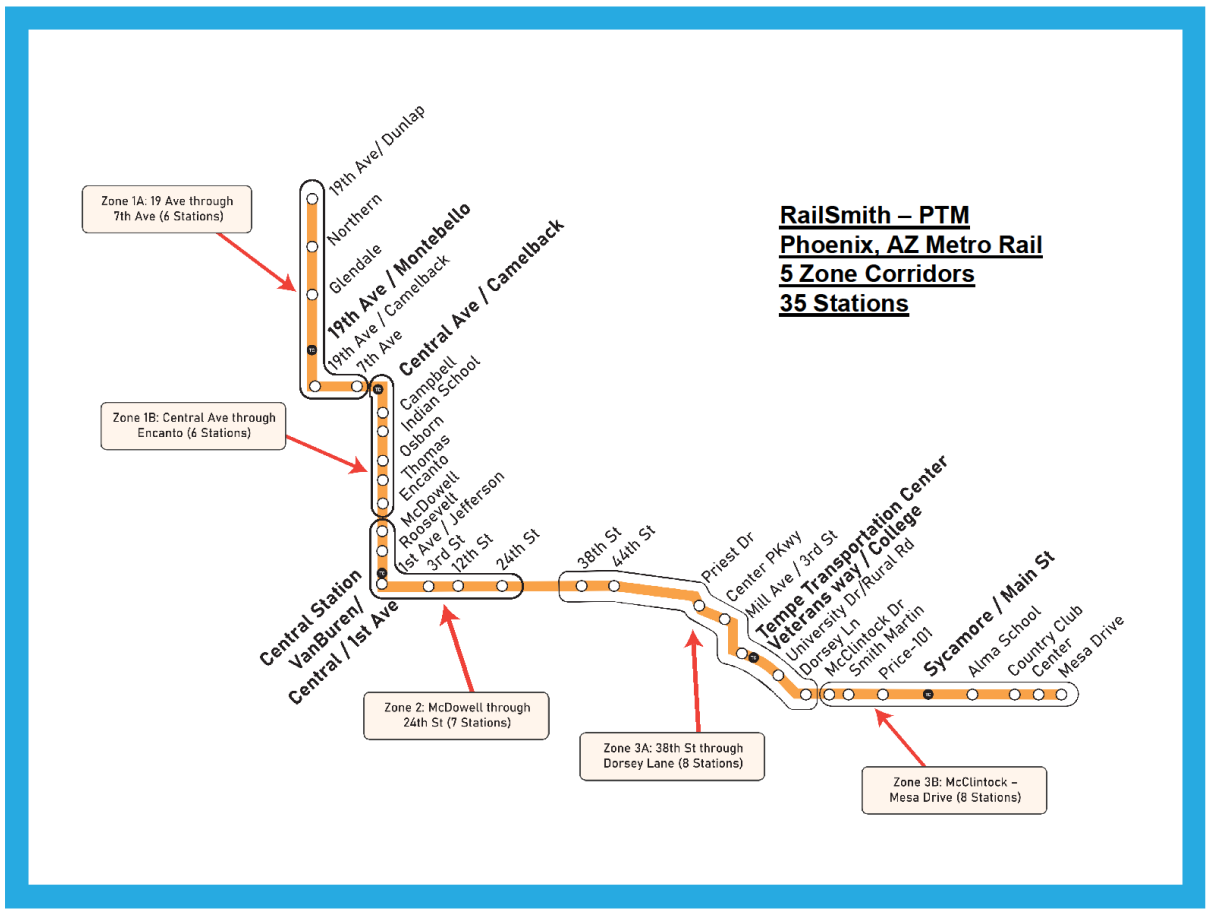 19th Ave/ Dunlap
Northern
Glendale
19th Ave / Montebello
19th Ave / Camelback
7th Ave
Zone 1A: 19 Ave through
7th Ave (6 Stations)
RailSmith – PTM
Phoenix, AZ Metro Rail
5 Zone Corridors
35 Stations
TC
Central Ave / Camelback
TC
Campbell
Indian School
Osborn
Thomas
Encanto
Zone 1B: Central Ave through
Encanto (6 Stations)
McDowell
Roosevelt
TC
Central Station
VanBuren/
Central / 1st Ave
1st Ave / Jefferson
3rd St
12th St
24th St
Zone 2: McDowell through
24th St (7 Stations)
38th St
44th St
Priest Dr
Center PKwy
Mill Ave / 3rd St
Tempe Transportation Center
Veterans way / College
TC
University Dr/Rural Rd
Dorsey Ln
Zone 3A: 38th St through
Dorsey Lane (8 Stations)
McClintock Dr
Smith Martin
Price-101
Sycamore / Main St
TC
Alma School
Country Club
Center
Mesa Drive
Zone 3B: McClintock –
Mesa Drive (8 Stations)